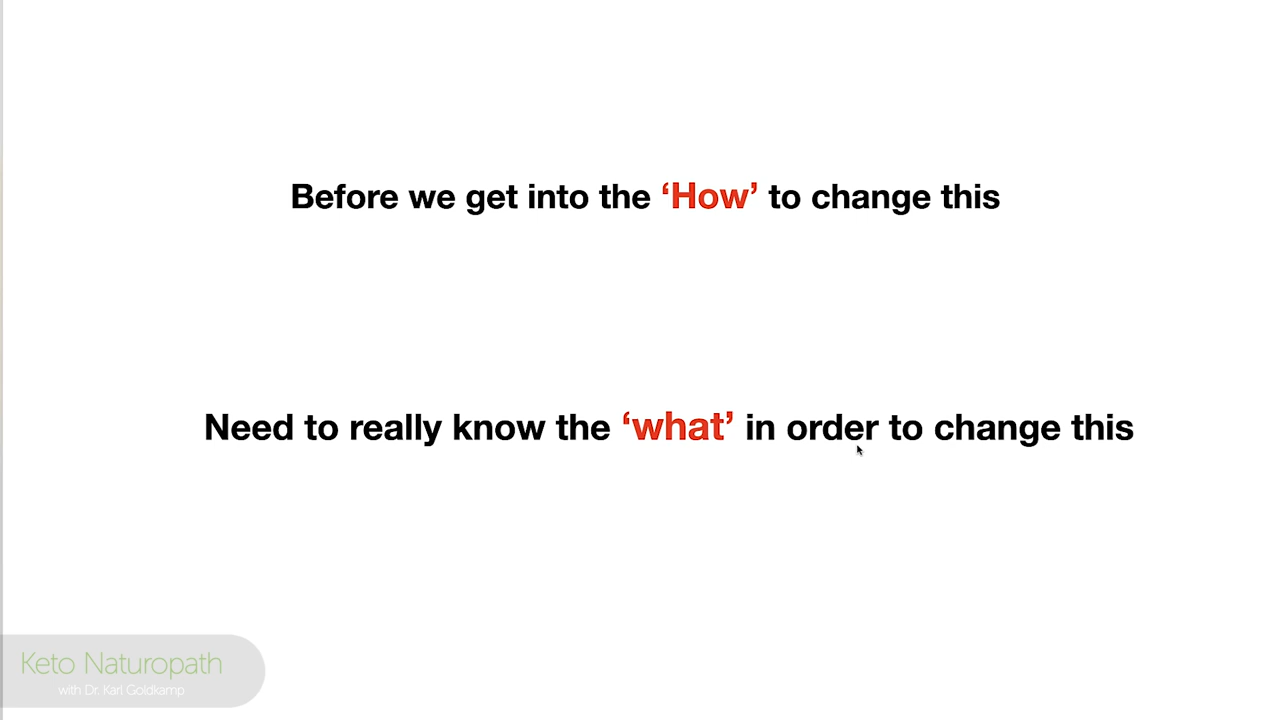 Before we get into the ‘How’ to change this
Need to really know the ‘what’ in order to change this
Keto Naturopath
with Dr. Karl Goldkamp